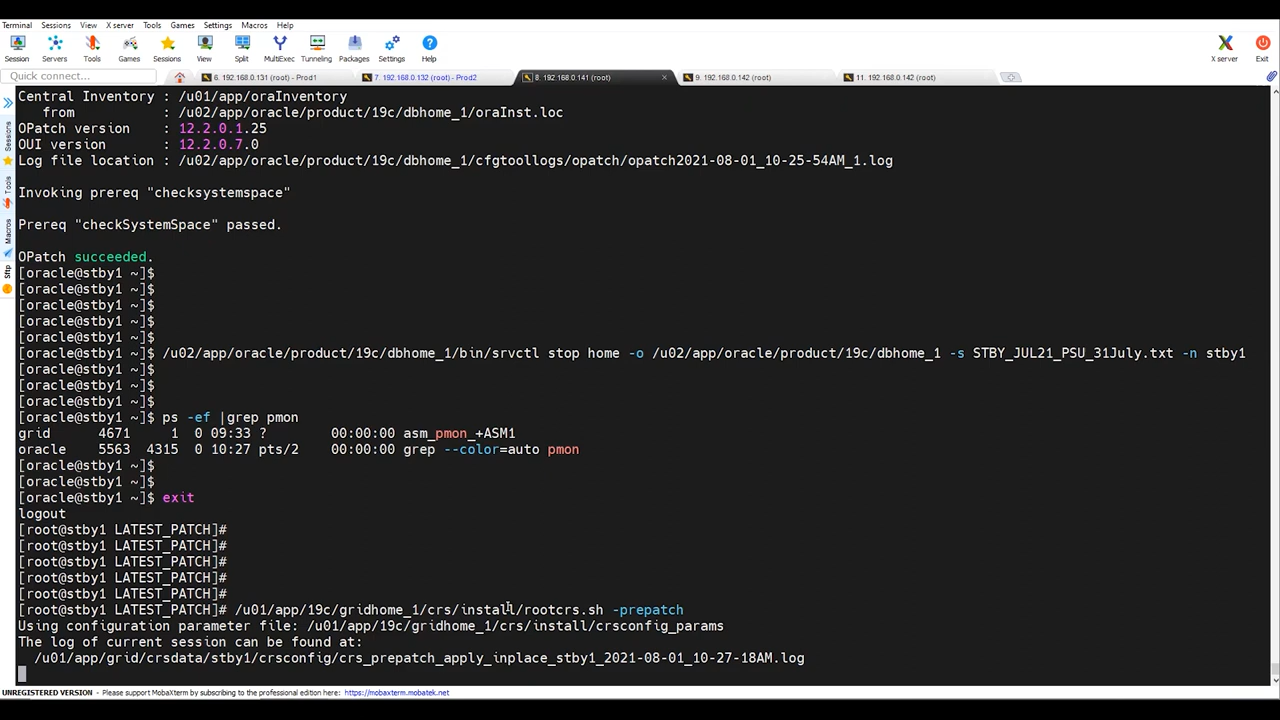 Terminal Sessions View X server Tools Games Settings Macros Help
Session Servers Tools Games Sessions View Split MultiExec Tunneling Packages Settings Help X server Exit
Quick connect...
6. 192.168.0.131 (root) - Prod1
7. 192.168.0.132 (root) - Prod2
8. 192.168.0.141 (root)
9. 192.168.0.142 (root)
11. 192.168.0.142 (root)
Sessions
Tools
Macros
Sftp
Central Inventory : /u01/app/oraInventory
from : /u02/app/oracle/product/19c/dbhome_1/oraInst.loc
OPatch version : 12.2.0.1.25
OUI version : 12.2.0.7.0
Log file location : /u02/app/oracle/product/19c/dbhome_1/cfgtoollogs/opatch/opatch2021-08-01_10-25-54AM_1.log
Invoking prereq "checksystemspace"
Prereq "checkSystemSpace" passed.
OPatch succeeded.
[oracle@stby1 ~]$
[oracle@stby1 ~]$
[oracle@stby1 ~]$
[oracle@stby1 ~]$
[oracle@stby1 ~]$
[oracle@stby1 ~]$ /u02/app/oracle/product/19c/dbhome_1/bin/srvctl stop home -o /u02/app/oracle/product/19c/dbhome_1 -s STBY_JUL21_PSU_31July.txt -n stby1
[oracle@stby1 ~]$
[oracle@stby1 ~]$
[oracle@stby1 ~]$
[oracle@stby1 ~]$ ps -ef |grep pmon
grid 4671 1 0 09:33 ? 00:00:00 asm_pmon_+ASM1
oracle 5563 4315 0 10:27 pts/2 00:00:00 grep --color=auto pmon
[oracle@stby1 ~]$
[oracle@stby1 ~]$
[oracle@stby1 ~]$ exit
logout
[root@stby1 LATEST_PATCH]#
[root@stby1 LATEST_PATCH]#
[root@stby1 LATEST_PATCH]#
[root@stby1 LATEST_PATCH]#
[root@stby1 LATEST_PATCH]#
[root@stby1 LATEST_PATCH]# /u01/app/19c/gridhome_1/crs/install/rootcrs.sh -prepatch
Using configuration parameter file: /u01/app/19c/gridhome_1/crs/install/crsconfig_params
The log of current session can be found at:
/u01/app/grid/crsdata/stby1/crsconfig/crs_prepatch_apply_inplace_stby1_2021-08-01_10-27-18AM.log
UNREGISTERED VERSION - Please support MobaXterm by subscribing to the professional edition here: https://mobaxterm.mobatek.net